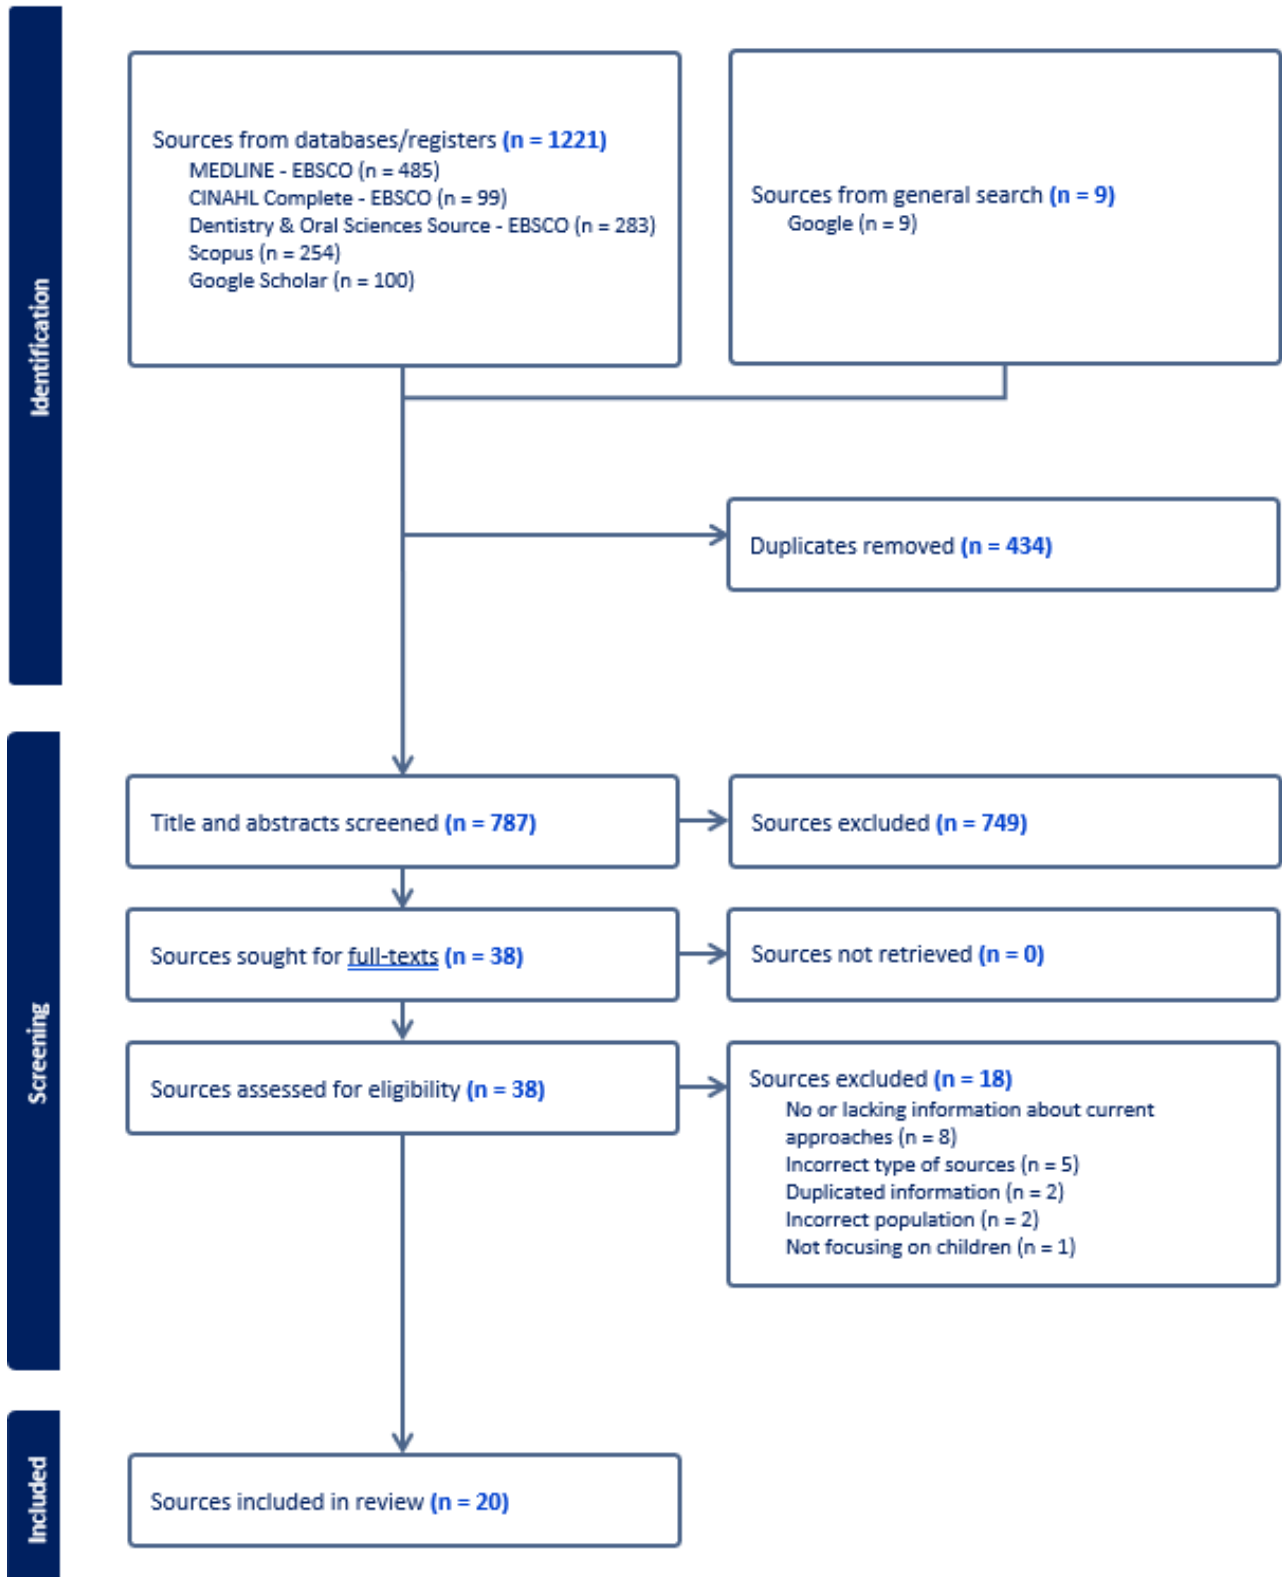 Identification
Sources from databases/registers (n = 1221)
MEDLINE - EBSCO (n = 485)
CINAHL Complete - EBSCO (n = 99)
Dentistry & Oral Sciences Source - EBSCO (n = 283)
Scopus (n = 254)
Google Scholar (n = 100)
Sources from general search (n = 9)
Google (n = 9)
Duplicates removed (n = 434)
Screening
Title and abstracts screened (n = 787)
Sources excluded (n = 749)
Sources sought for full-texts (n = 38)
Sources not retrieved (n = 0)
Sources assessed for eligibility (n = 38)
Sources excluded (n = 18)
No or lacking information about current
approaches (n = 8)
Incorrect type of sources (n = 5)
Duplicated information (n = 2)
Incorrect population (n = 2)
Not focusing on children (n = 1)
Included
Sources included in review (n = 20)